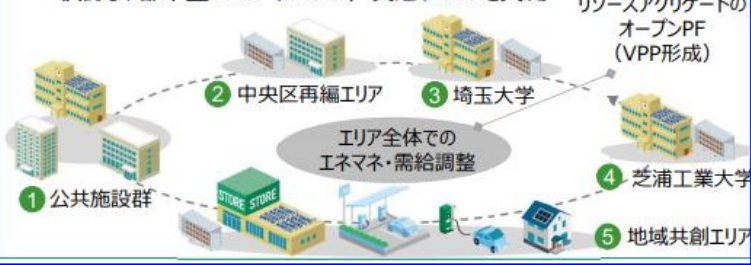 リソースアグリゲートの
オープンPF
（VPP形成）
② 中央区再編エリア
③ 埼玉大学
エリア全体での
エネマネ・需給調整
④ 芝浦工業大学
① 公共施設群
STORE STORE
⑤ 地域共創エリア